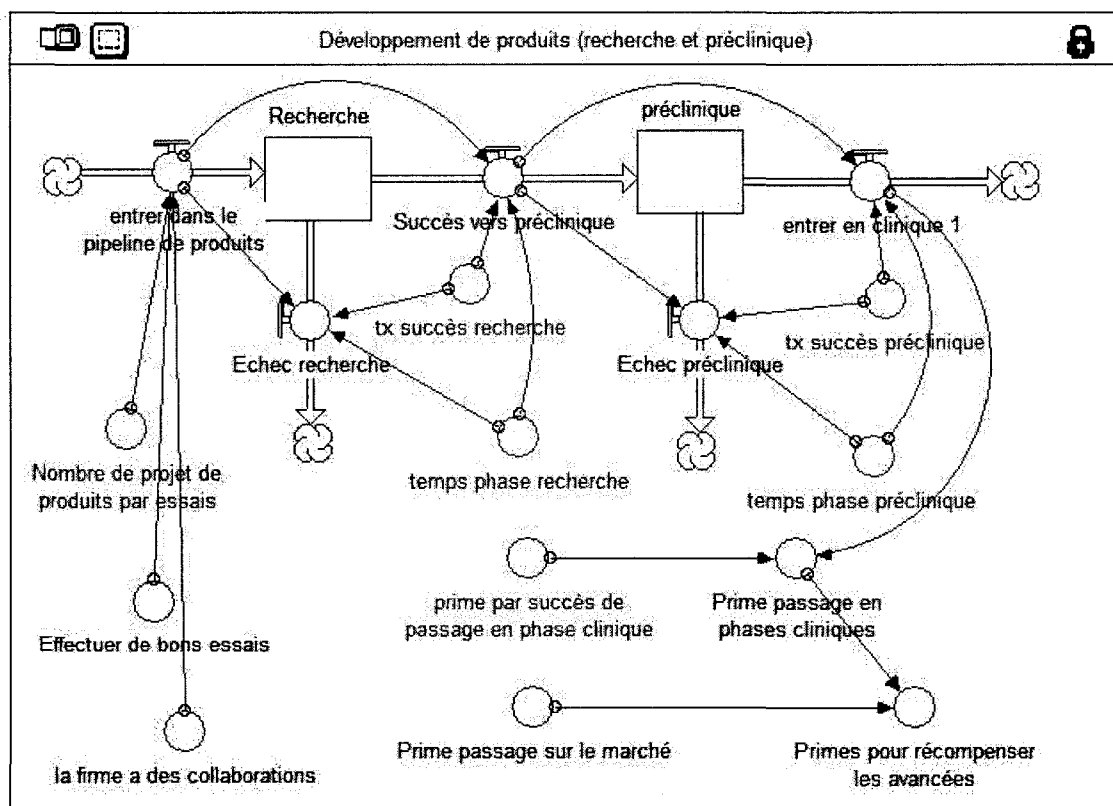 Développement de produits (recherche et préclinique)
Recherche
préclinique
entrer dans le
pipeline de produits
Succès vers préclinique
entrer en clinique 1
tx succès recherche
tx succès préclinique
Echec recherche
Echec préclinique
Nombre de projet de
produits par essais
temps phase recherche
temps phase préclinique
prime par succès de
passage en phase clinique
Prime passage en
phases cliniques
Effectuer de bons essais
la firme a des collaborations
Prime passage sur le marché
Primes pour récompenser
les avancées